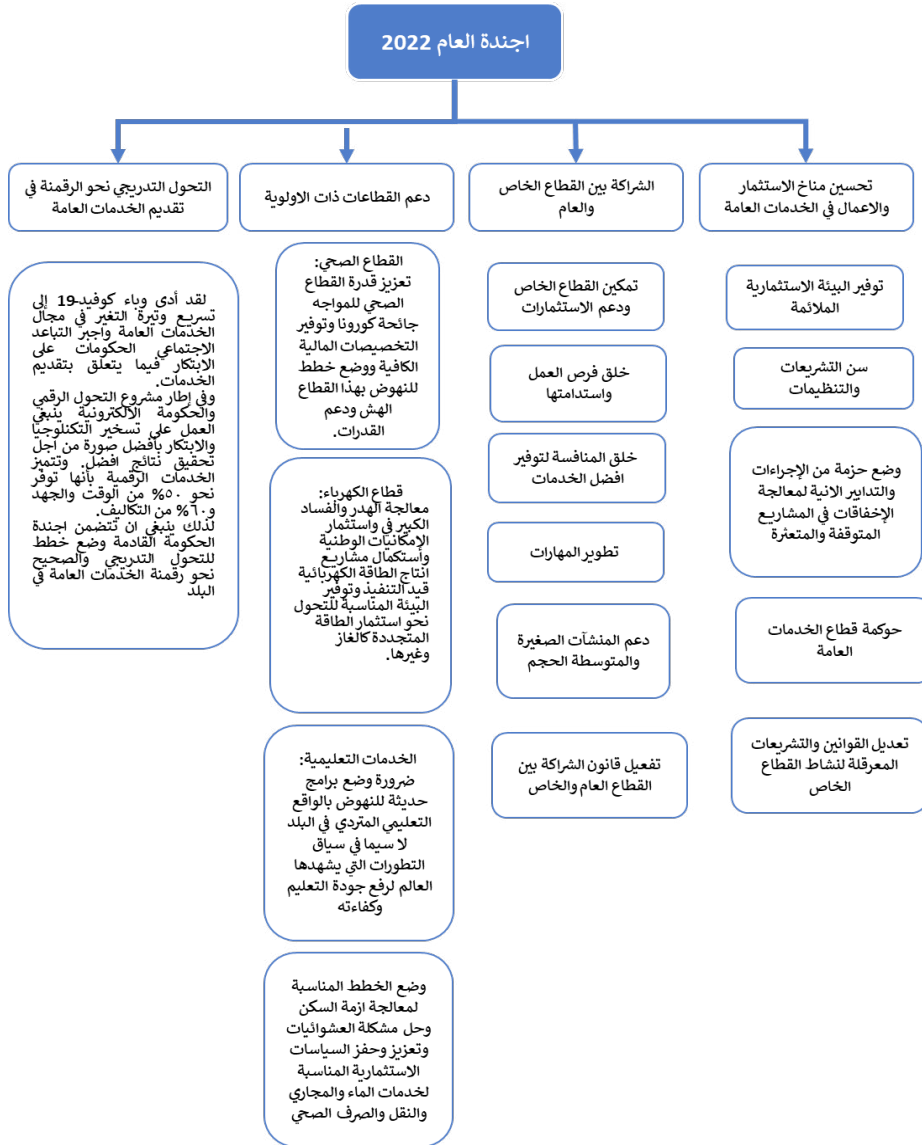 اجندة العام 2022
تحسين مناخ الاستثمار
والاعمال في الخدمات العامة
توفير البيئة الاستثمارية
الملائمة
سن التشريعات
والتنظيمات
وضع حزمة من الإجراءات
والتدابير الانية لمعالجة
الإخفاقات في المشاريع
المتوقفة والمتعثرة
حوكمة قطاع الخدمات
العامة
تعديل القوانين والتشريعات
المعرقلة لنشاط القطاع
الخاص
الشراكة بين القطاع الخاص
والعام
تمكين القطاع الخاص
ودعم الاستثمارات
خلق فرص العمل
واستدامتها
خلق المنافسة لتوفير
افضل الخدمات
تطوير المهارات
دعم المنشآت الصغيرة
والمتوسطة الحجم
تفعيل قانون الشراكة بين
القطاع العام والخاص
دعم القطاعات ذات الاولوية
القطاع الصحي:
تعزيز قدرة القطاع
الصحي للمواجه
جائحة كورونا وتوفير
التخصيصات المالية
الكافية ووضع خطط
للنهوض بهذا القطاع
الهش ودعم
القدرات.
قطاع الكهرباء:
معالجة الهدر والفساد
الكبير في واستثمار
الإمكانيات الوطنية
وأستكمال مشاريع
انتاج الطاقة الكهربائية
قيد التنفيذ وتوفير
البيئة المناسبة للتحول
نحو استثمار الطاقة
المتجددة كالغاز
وغيرها.
الخدمات التعليمية:
ضرورة وضع برامج
حديثة للنهوض بالواقع
التعليمي المتردي في البلد
لا سيما في سياق
التطورات التي يشهدها
العالم لرفع جودة التعليم
وكفاءته
وضع الخطط المناسبة
لمعالجة ازمة السكن
وحل مشكلة العشوائيات
وتعزيز وحفز السياسات
الاستثمارية المناسبة
لخدمات الماء والمجاري
والنقل والصرف الصحي
التحول التدريجي نحو الرقمنة في
تقديم الخدمات العامة
لقد أدى وباء كوفيد-19 إلى
تسريع وتيرة التغير في مجال
الخدمات العامة واجبر التباعد
الاجتماعي الحكومات على
الابتكار فيما يتعلق بتقديم
الخدمات.
وفي إطار مشروع التحول الرقمي
والحكومة الالكترونية ينبغي
العمل على تسخير التكنلوجيا
والابتكار بأفضل صورة من اجل
تحقيق نتائج افضل. وتتميز
الخدمات الرقمية بأنها توفر
نحو ٥٠% من الوقت والجهد
و٦٠% من التكاليف.
لذلك ينبغي ان تتضمن اجندة
الحكومة القادمة وضع خطط
للتحول التدريجي والصحيح
نحو رقمنة الخدمات العامة في
البلد